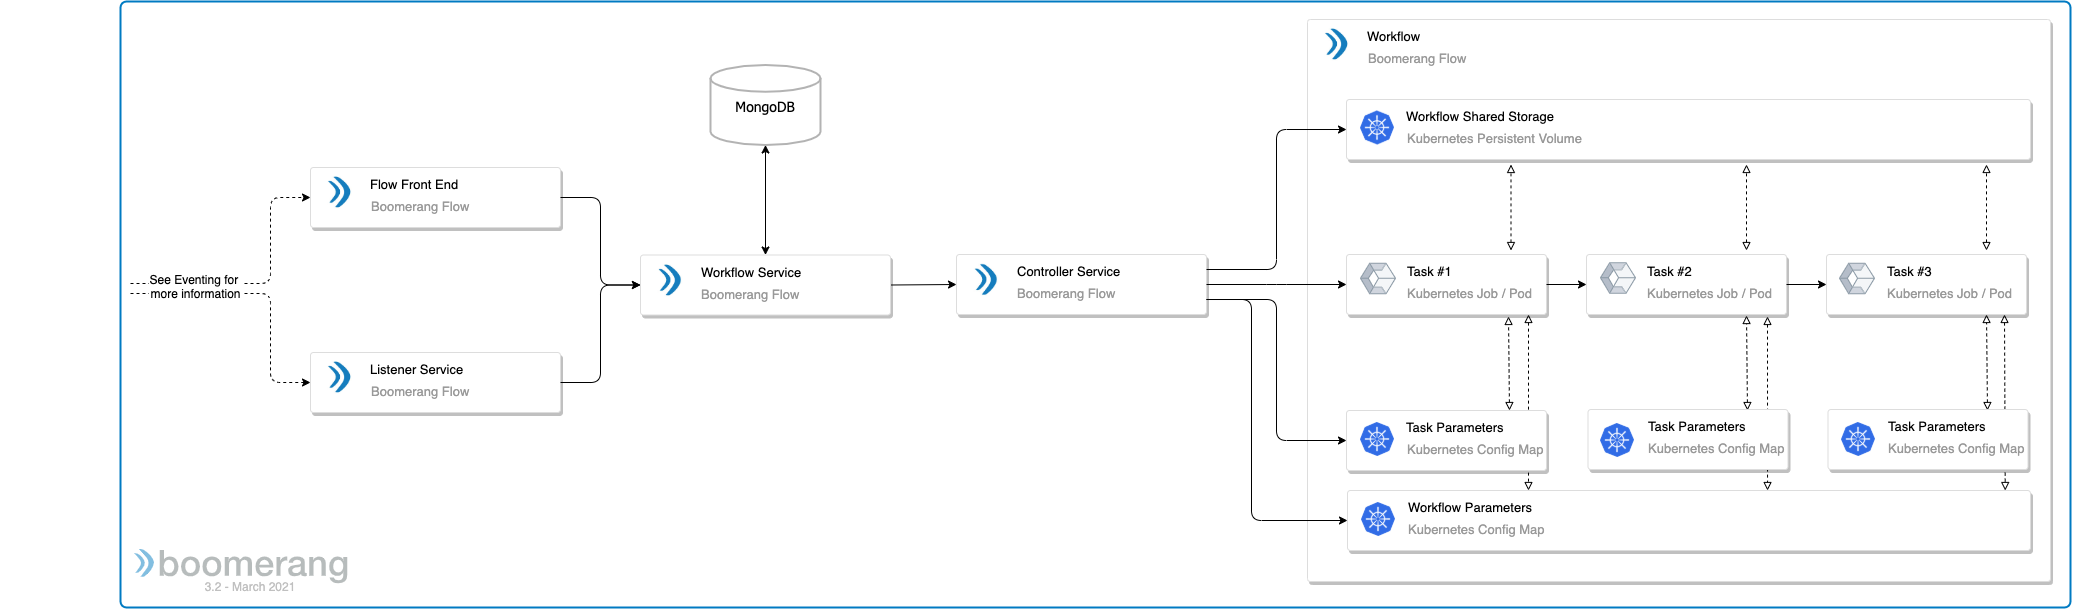 Workflow
Boomerang Flow
MongoDB
Workflow Shared Storage
Kubernetes Persistent Volume
Flow Front End
Boomerang Flow
See Eventing for
more information
Workflow Service
Boomerang Flow
Controller Service
Boomerang Flow
Task #1
Kubernetes Job / Pod
Task #2
Kubernetes Job / Pod
Task #3
Kubernetes Job / Pod
Listener Service
Boomerang Flow
Task Parameters
Kubernetes Config Map
Task Parameters
Kubernetes Config Map
Task Parameters
Kubernetes Config Map
Workflow Parameters
Kubernetes Config Map
boomerang
3.2 - March 2021